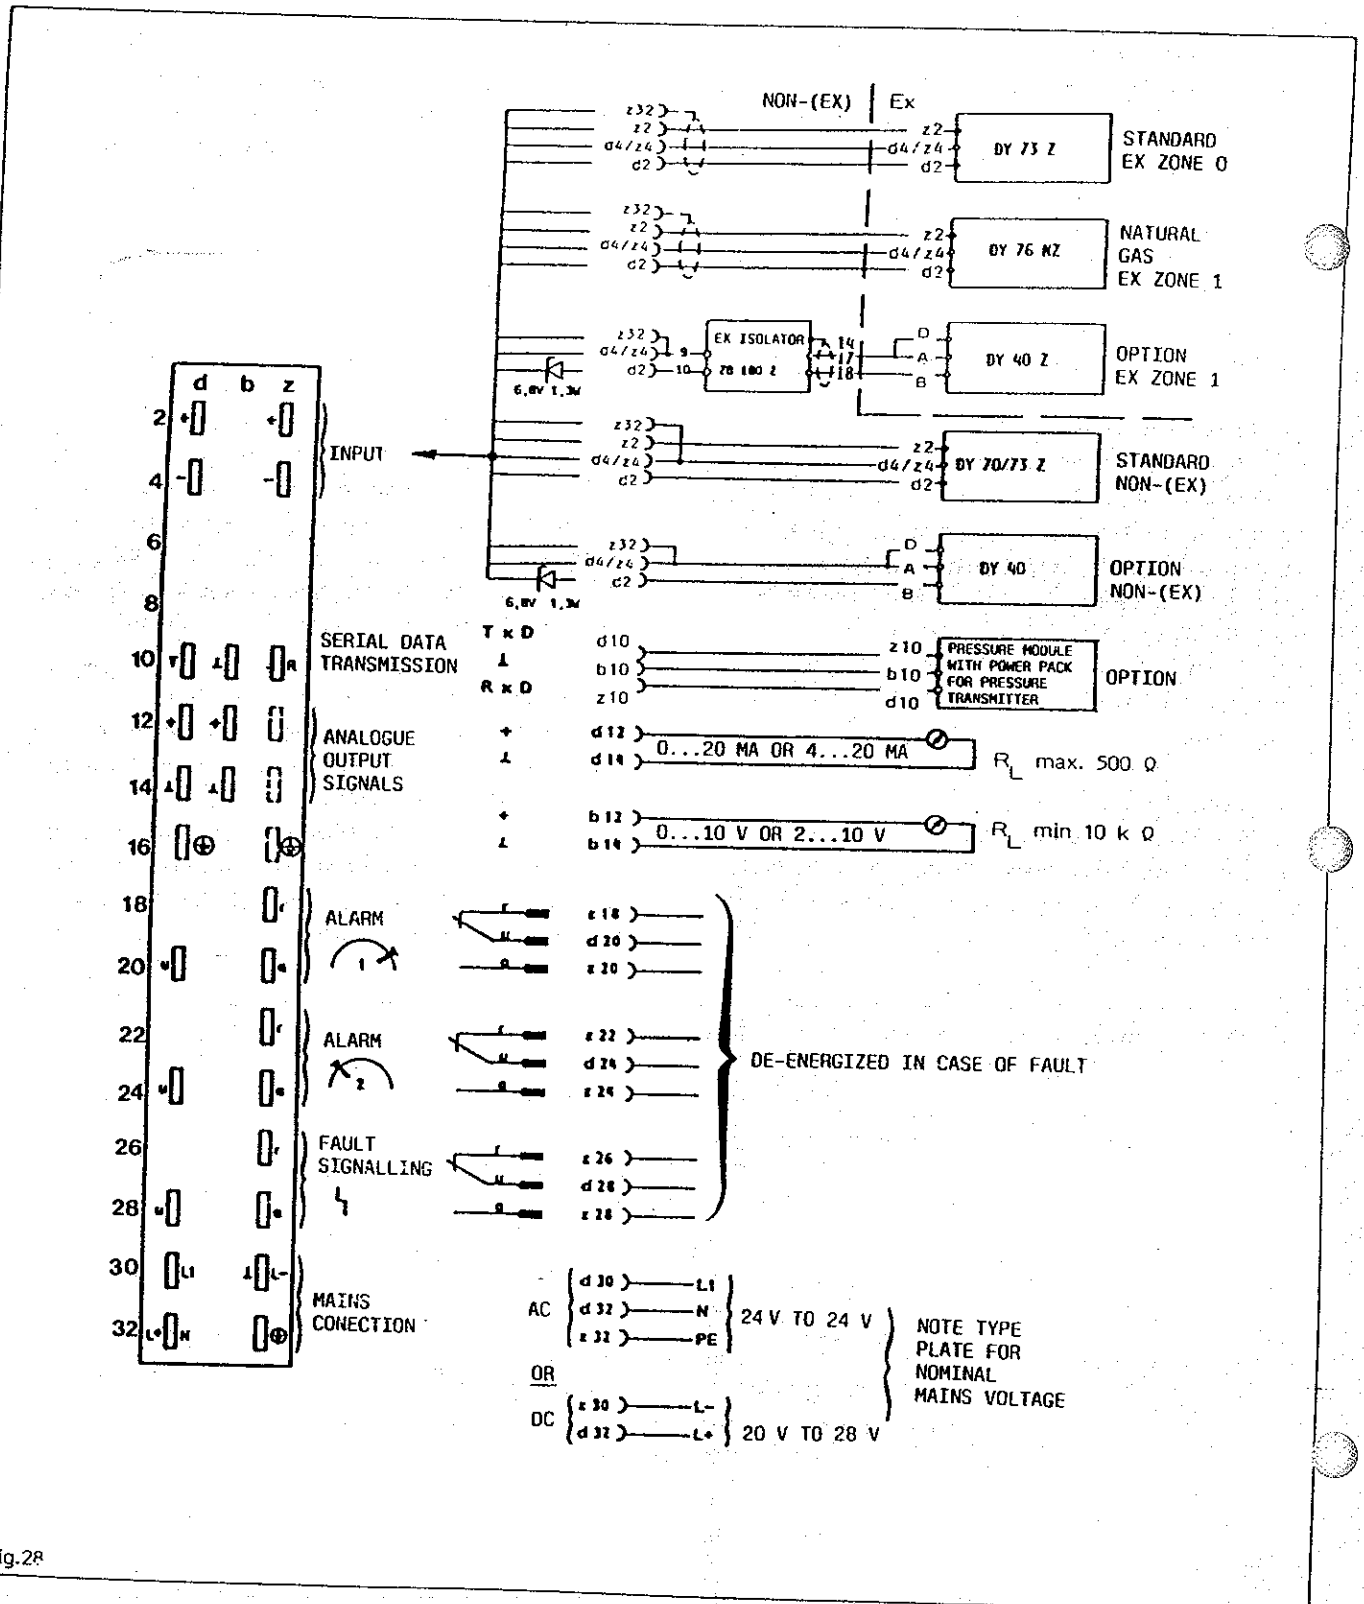 NON-(EX) Ex
z32
z2 z2
d4/z4 d4/z4
d2 d2
DY 73 Z
STANDARD
EX ZONE 0
z32
z2 z2
d4/z4 d4/z4
d2 d2
DY 76 NZ
NATURAL
GAS
EX ZONE 1
z32
d4/z4 9
d2 10
6,8V 1,3W
EX ISOLATOR
14
17
18
D
A
B
DY 40 Z
OPTION
EX ZONE 1
z32
z2 z2
d4/z4 d4/z4
d2 d2
DY 70/73 Z
STANDARD
NON-(EX)
z32
d4/z4
d2
6,8V 1,3W
D
A
B
DY 40
OPTION
NON-(EX)
d b z
2 + +
INPUT
4 - -
6
8
10 T ⊥ R
SERIAL DATA
TRANSMISSION
T x D d10 z10
⊥ b10 b10
R x D z10 d10
PRESSURE MODULE
WITH POWER PACK
FOR PRESSURE
TRANSMITTER
OPTION
12 + +
14 ⊥ ⊥
ANALOGUE
OUTPUT
SIGNALS
+ d12
⊥ d14
0...20 MA OR 4...20 MA
RL max. 500 Ω
16
+ b12
⊥ b14
0...10 V OR 2...10 V
RL min 10 k Ω
18 r
ALARM
1
20 u a
r z18
u d20
a z20
22 r
ALARM
2
24 u a
r z22
u d24
a z24
DE-ENERGIZED IN CASE OF FAULT
26 r
FAULT
SIGNALLING
28 u a
r z26
u d28
a z28
30 L1 ⊥ L-
MAINS
CONECTION
32 L+ N
AC
d30 L1
d32 N
z32 PE
24 V TO 24 V
OR
DC
z30 L-
d32 L+
20 V TO 28 V
NOTE TYPE
PLATE FOR
NOMINAL
MAINS VOLTAGE
ig.28